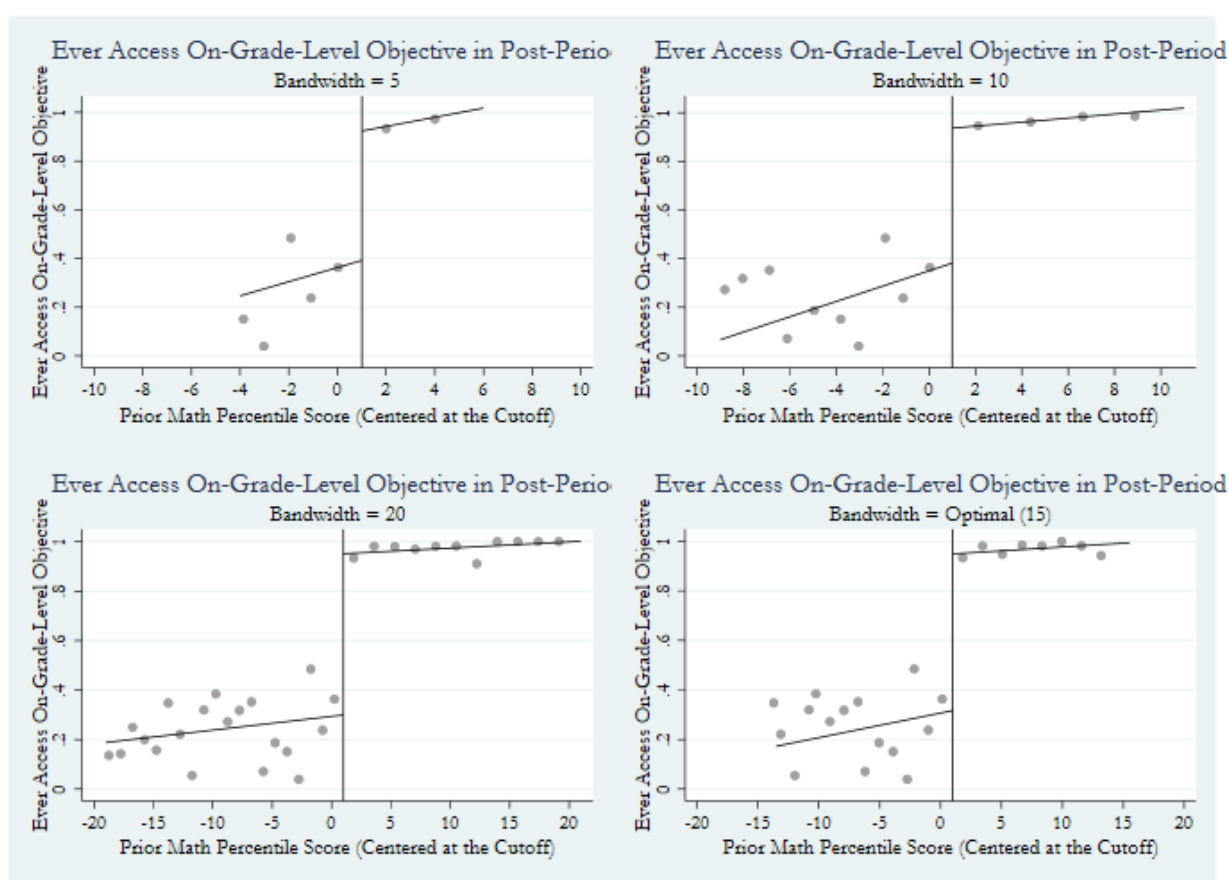 Ever Access On-Grade-Level Objective in Post-Perio
Bandwidth = 5
Ever Access On-Grade-Level Objective
1
.8
.6
.4
.2
0
-10 -8 -6 -4 -2 0 2 4 6 8 10
Prior Math Percentile Score (Centered at the Cutoff)
Ever Access On-Grade-Level Objective in Post-Period
Bandwidth = 10
Ever Access On-Grade-Level Objective
1
.8
.6
.4
.2
0
-10 -8 -6 -4 -2 0 2 4 6 8 10
Prior Math Percentile Score (Centered at the Cutoff)
Ever Access On-Grade-Level Objective in Post-Perio
Bandwidth = 20
Ever Access On-Grade-Level Objective
1
.8
.6
.4
.2
0
-20 -15 -10 -5 0 5 10 15 20
Prior Math Percentile Score (Centered at the Cutoff)
Ever Access On-Grade-Level Objective in Post-Period
Bandwidth = Optimal (15)
Ever Access On-Grade-Level Objective
1
.8
.6
.4
.2
0
-20 -15 -10 -5 0 5 10 15 20
Prior Math Percentile Score (Centered at the Cutoff)